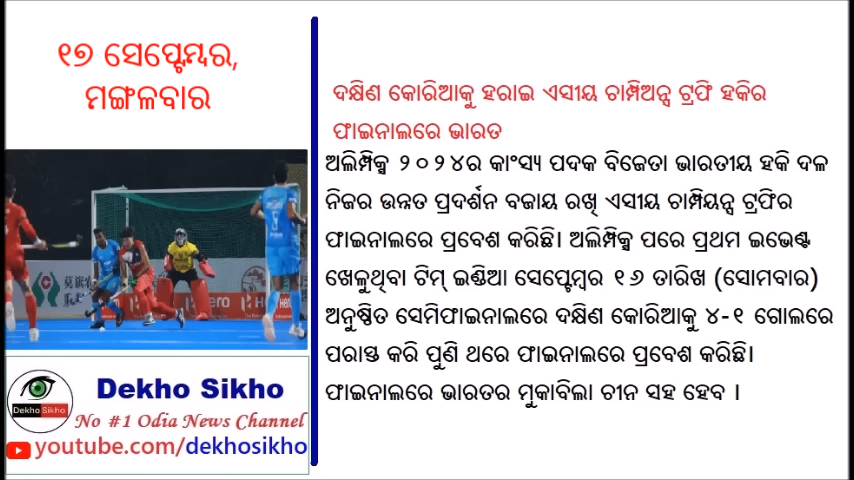 ୧୭ ସେପ୍ଟେମ୍ବର,
ମଙ୍ଗଳବାର
ଦକ୍ଷିଣ କୋରିଆକୁ ହରାଇ ଏସୀୟ ଚାମ୍ପିଅନ୍ସ ଟ୍ରଫି ହକିର
ଫାଇନାଲରେ ଭାରତ
ଅଲିମ୍ପିକ୍ସ ୨୦୨୪ର କାଂସ୍ୟ ପଦକ ବିଜେତା ଭାରତୀୟ ହକି ଦଳ
ନିଜର ଉନ୍ନତ ପ୍ରଦର୍ଶନ ବଜାୟ ରଖି ଏସୀୟ ଚାମ୍ପିୟନ୍ସ ଟ୍ରଫିର
ଫାଇନାଲରେ ପ୍ରବେଶ କରିଛି। ଅଲିମ୍ପିକ୍ସ ପରେ ପ୍ରଥମ ଇଭେଣ୍ଟ
ଖେଳୁଥିବା ଟିମ୍ ଇଣ୍ଡିଆ ସେପ୍ଟେମ୍ବର ୧୬ ତାରିଖ (ସୋମବାର)
ଅନୁଷ୍ଠିତ ସେମିଫାଇନାଲରେ ଦକ୍ଷିଣ କୋରିଆକୁ ୪-୧ ଗୋଲରେ
ପରାସ୍ତ କରି ପୁଣି ଥରେ ଫାଇନାଲରେ ପ୍ରବେଶ କରିଛି।
ଫାଇନାଲରେ ଭାରତର ମୁକାବିଲା ଚୀନ ସହ ହେବ ।
Hero
Dekho Sikho
Dekho Sikho
No #1 Odia News Channel
youtube.com/dekhosikho